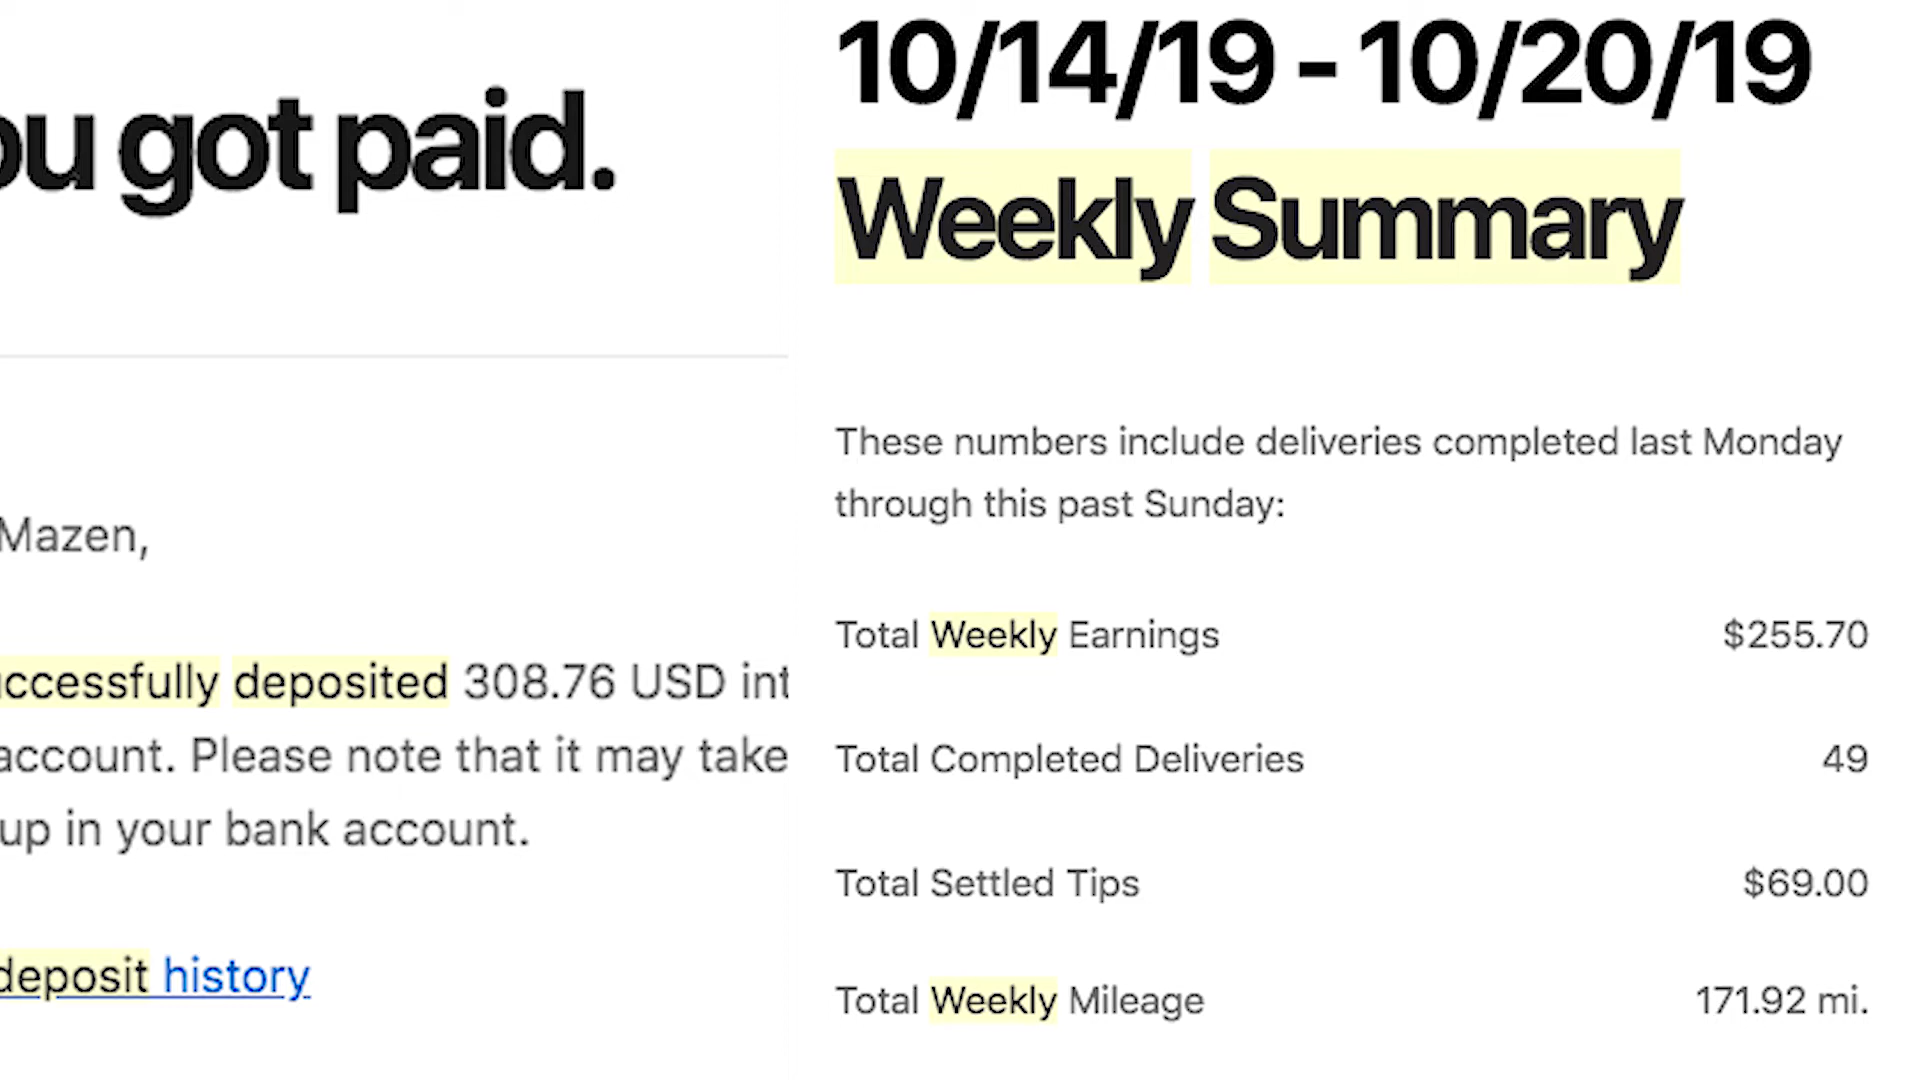 ou got paid.
Mazen,
ccessfully deposited 308.76 USD int
account. Please note that it may take
up in your bank account.
deposit history
10/14/19 - 10/20/19
Weekly Summary
These numbers include deliveries completed last Monday
through this past Sunday:
Total Weekly Earnings $255.70
Total Completed Deliveries 49
Total Settled Tips $69.00
Total Weekly Mileage 171.92 mi.